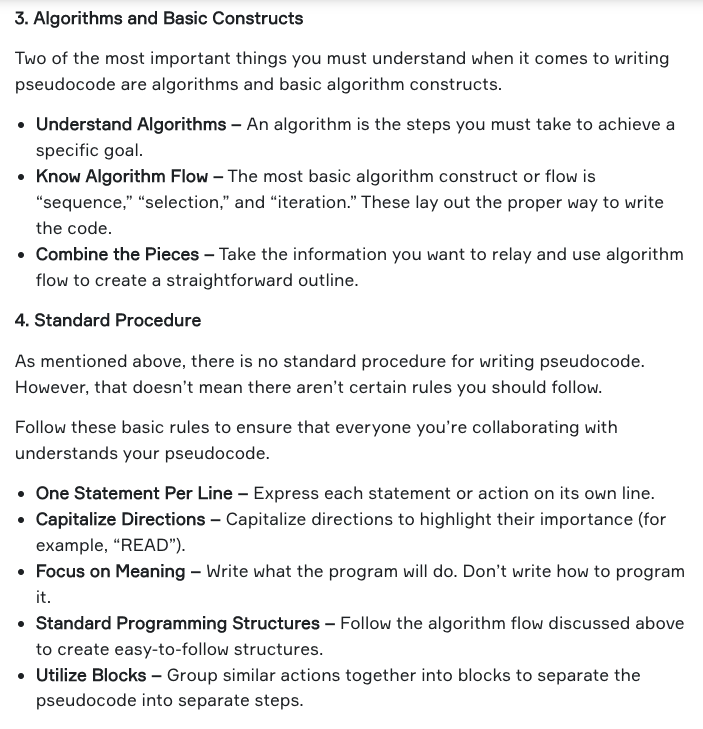 3. Algorithms and Basic Constructs
Two of the most important things you must understand when it comes to writing
pseudocode are algorithms and basic algorithm constructs.
• Understand Algorithms – An algorithm is the steps you must take to achieve a
specific goal.
• Know Algorithm Flow – The most basic algorithm construct or flow is
“sequence,” “selection,” and “iteration.” These lay out the proper way to write
the code.
• Combine the Pieces – Take the information you want to relay and use algorithm
flow to create a straightforward outline.
4. Standard Procedure
As mentioned above, there is no standard procedure for writing pseudocode.
However, that doesn’t mean there aren’t certain rules you should follow.
Follow these basic rules to ensure that everyone you’re collaborating with
understands your pseudocode.
• One Statement Per Line – Express each statement or action on its own line.
• Capitalize Directions – Capitalize directions to highlight their importance (for
example, “READ”).
• Focus on Meaning – Write what the program will do. Don’t write how to program
it.
• Standard Programming Structures – Follow the algorithm flow discussed above
to create easy-to-follow structures.
• Utilize Blocks – Group similar actions together into blocks to separate the
pseudocode into separate steps.